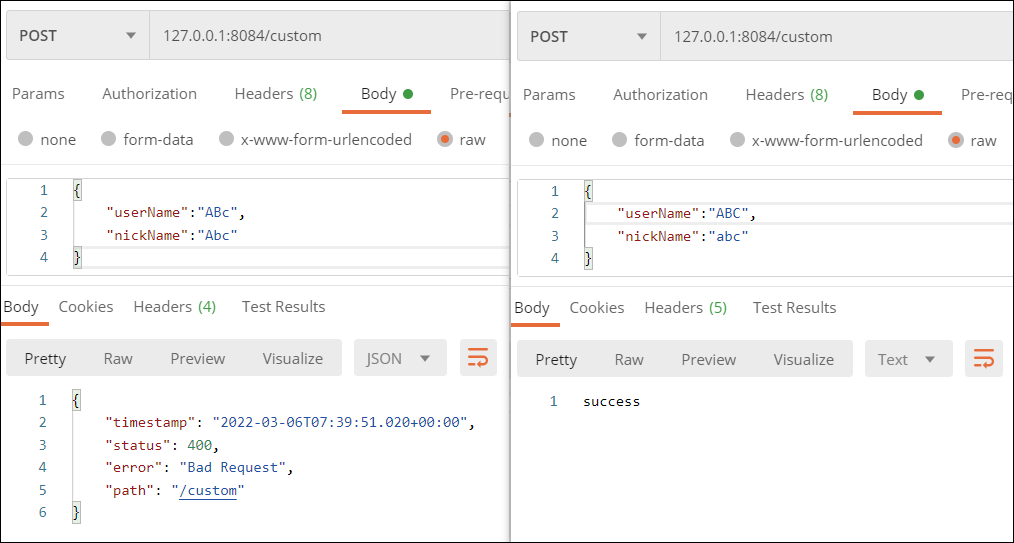 POST 127.0.0.1:8084/custom
Params Authorization Headers (8) Body Pre-requ
none form-data x-www-form-urlencoded raw
1 {
2 "userName":"ABc",
3 "nickName":"Abc"
4 }
Body Cookies Headers (4) Test Results
Pretty Raw Preview Visualize JSON
1 {
2 "timestamp": "2022-03-06T07:39:51.020+00:00",
3 "status": 400,
4 "error": "Bad Request",
5 "path": "/custom"
6 }
POST 127.0.0.1:8084/custom
Params Authorization Headers (8) Body Pre-rec
none form-data x-www-form-urlencoded raw
1 {
2 "userName":"ABC",
3 "nickName":"abc"
4 }
Body Cookies Headers (5) Test Results
Pretty Raw Preview Visualize Text
1 success